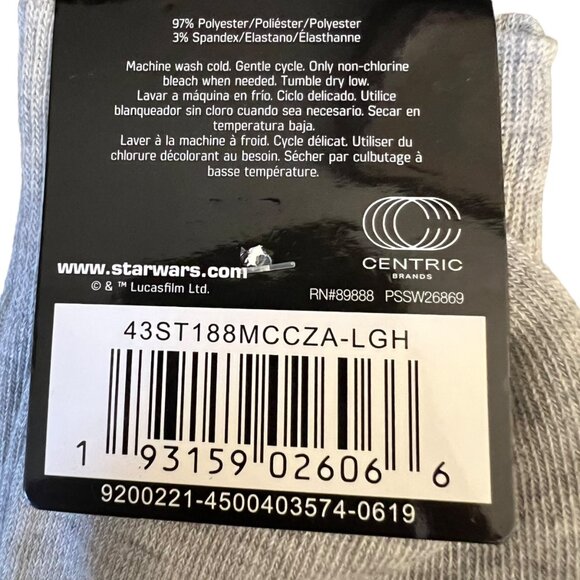 97% Polyester/Poliéster/Polyester
3% Spandex/Elastano/Élasthanne
Machine wash cold. Gentle cycle. Only non-chlorine
bleach when needed. Tumble dry low.
Lavar a máquina en frío. Ciclo delicado. Utilice
blanqueador sin cloro cuando sea necesario. Secar en
temperatura baja.
Laver à la machine à froid. Cycle délicat. Utiliser du
chlorure décolorant au besoin. Sécher par culbutage à
basse température.
www.starwars.com
© & ™ Lucasfilm Ltd.
CENTRIC
BRANDS
RN#89888 PSSW26869
43ST188MCCZA-LGH
1 93159 02606 6
9200221-4500403574-0619